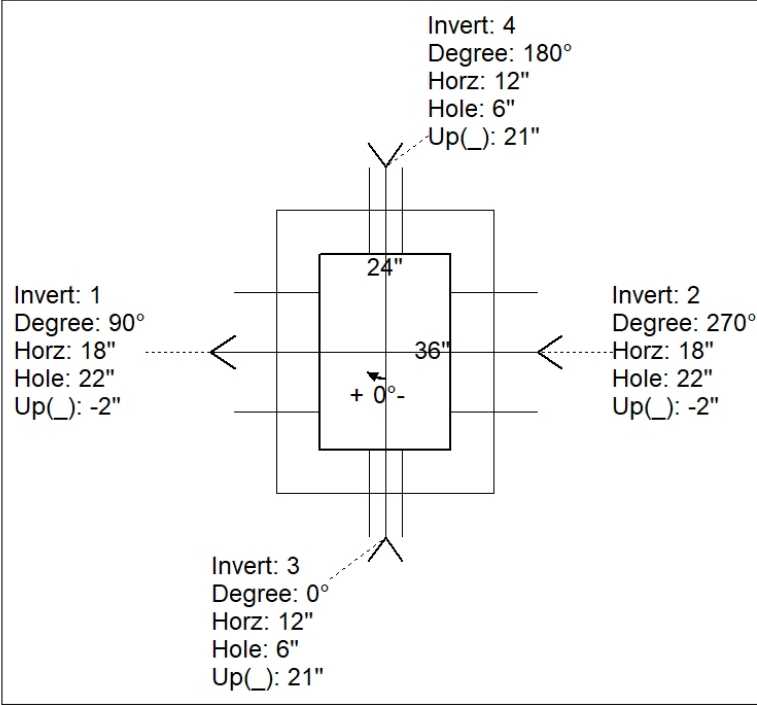 Invert: 4
Degree: 180°
Horz: 12"
Hole: 6"
Up(_): 21"
24"
Invert: 1
Degree: 90°
Horz: 18"
Hole: 22"
Up(_): -2"
36"
+ 0°-
Invert: 2
Degree: 270°
Horz: 18"
Hole: 22"
Up(_): -2"
Invert: 3
Degree: 0°
Horz: 12"
Hole: 6"
Up(_): 21"